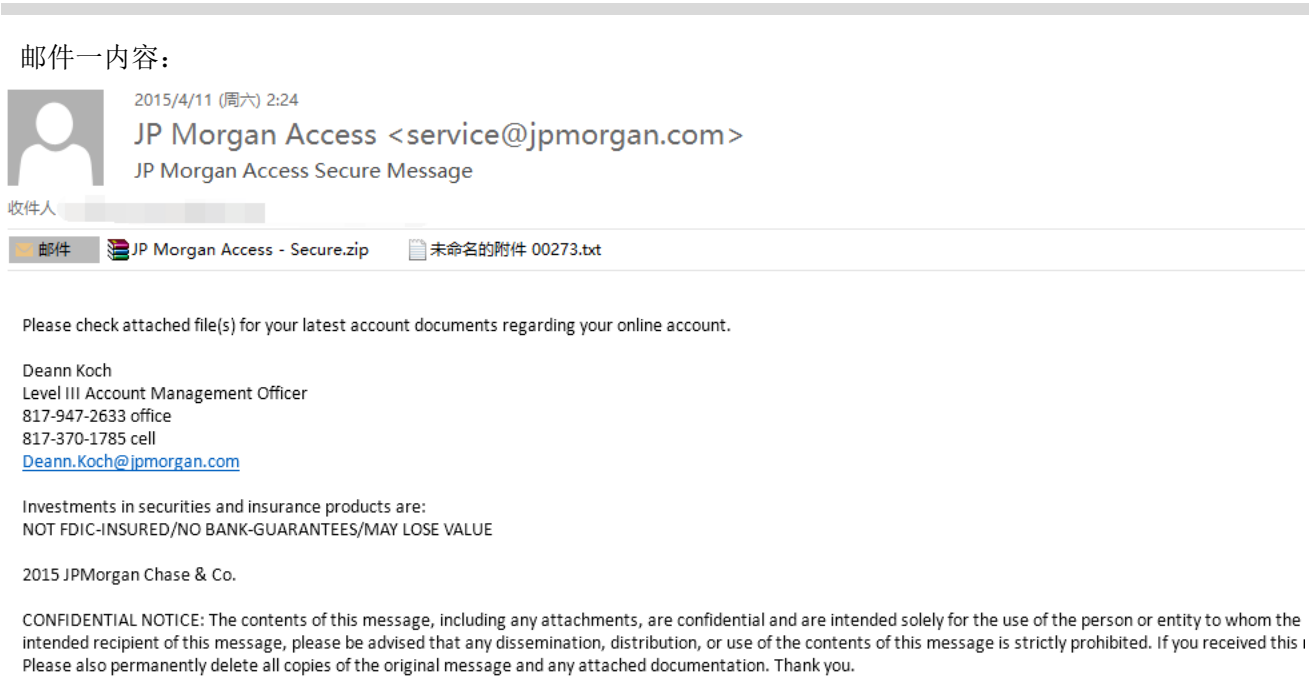 邮件一内容：
2015/4/11 (周六) 2:24
JP Morgan Access <service@jpmorgan.com>
JP Morgan Access Secure Message
收件人
邮件 JP Morgan Access - Secure.zip 未命名的附件 00273.txt
Please check attached file(s) for your latest account documents regarding your online account.
Deann Koch
Level III Account Management Officer
817-947-2633 office
817-370-1785 cell
Deann.Koch@jpmorgan.com
Investments in securities and insurance products are:
NOT FDIC-INSURED/NO BANK-GUARANTEES/MAY LOSE VALUE
2015 JPMorgan Chase & Co.
CONFIDENTIAL NOTICE: The contents of this message, including any attachments, are confidential and are intended solely for the use of the person or entity to whom the
intended recipient of this message, please be advised that any dissemination, distribution, or use of the contents of this message is strictly prohibited. If you received this
Please also permanently delete all copies of the original message and any attached documentation. Thank you.